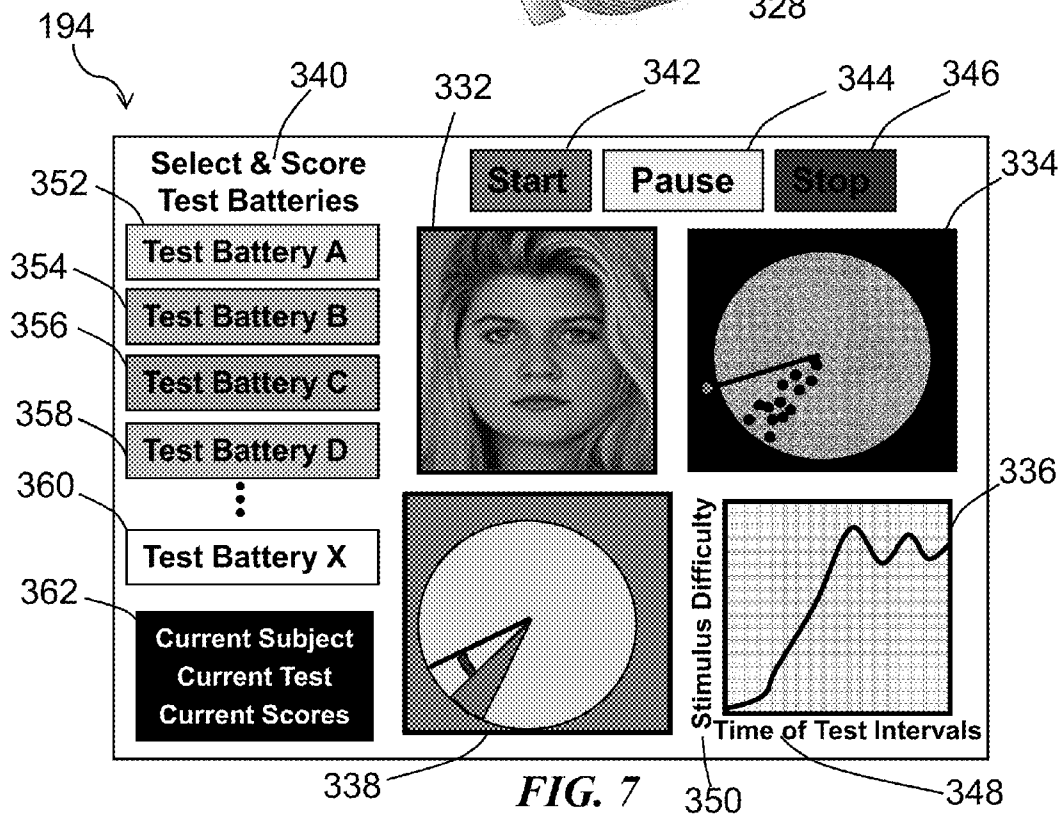 328
194
340
332
342
344
346
334
352
Select & Score
Test Batteries
Start
Pause
Stop
Test Battery A
354
Test Battery B
356
Test Battery C
358
Test Battery D
360
Test Battery X
336
362
Current Subject
Current Test
Current Scores
Stimulus Difficulty
Time of Test Intervals
338
FIG. 7
350
348